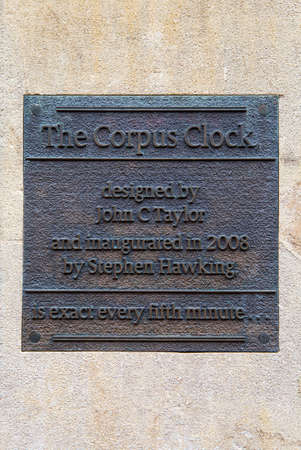 The Corpus Clock
designed by
John C Taylor
and inaugurated in 2008
by Stephen Hawking
is exact every fifth minute . . .